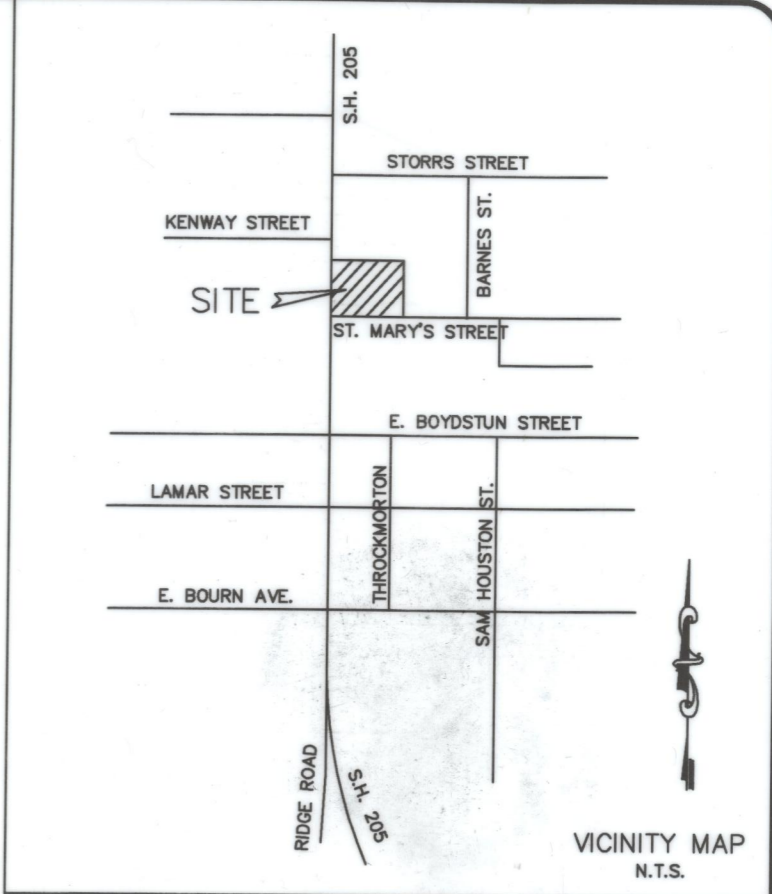 S.H. 205
STORRS STREET
KENWAY STREET
BARNES ST.
SITE
ST. MARY'S STREET
E. BOYDSTUN STREET
LAMAR STREET
THROCKMORTON
SAM HOUSTON ST.
E. BOURN AVE.
RIDGE ROAD
S.H. 205
VICINITY MAP
N.T.S.